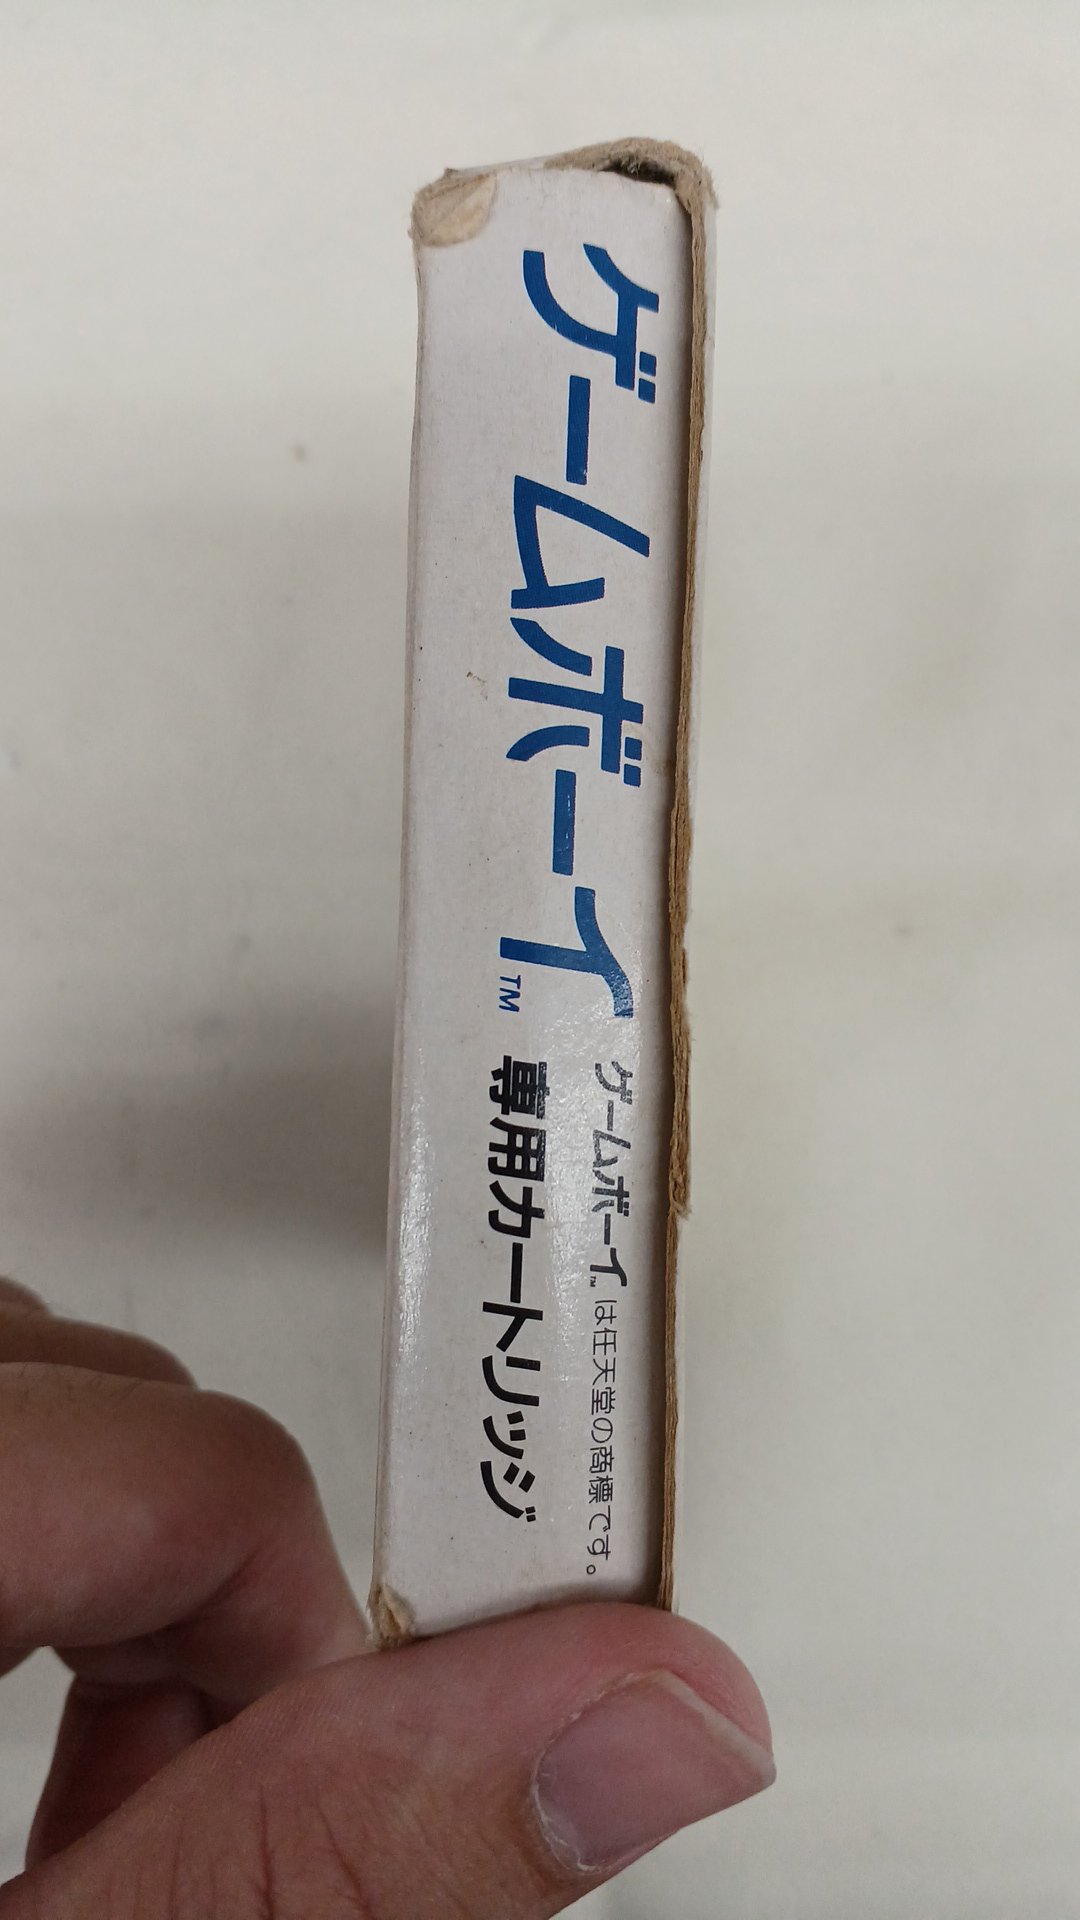 ゲームボーイTM
専用カートリッジ
ゲームボーイTMは任天堂の商標です。